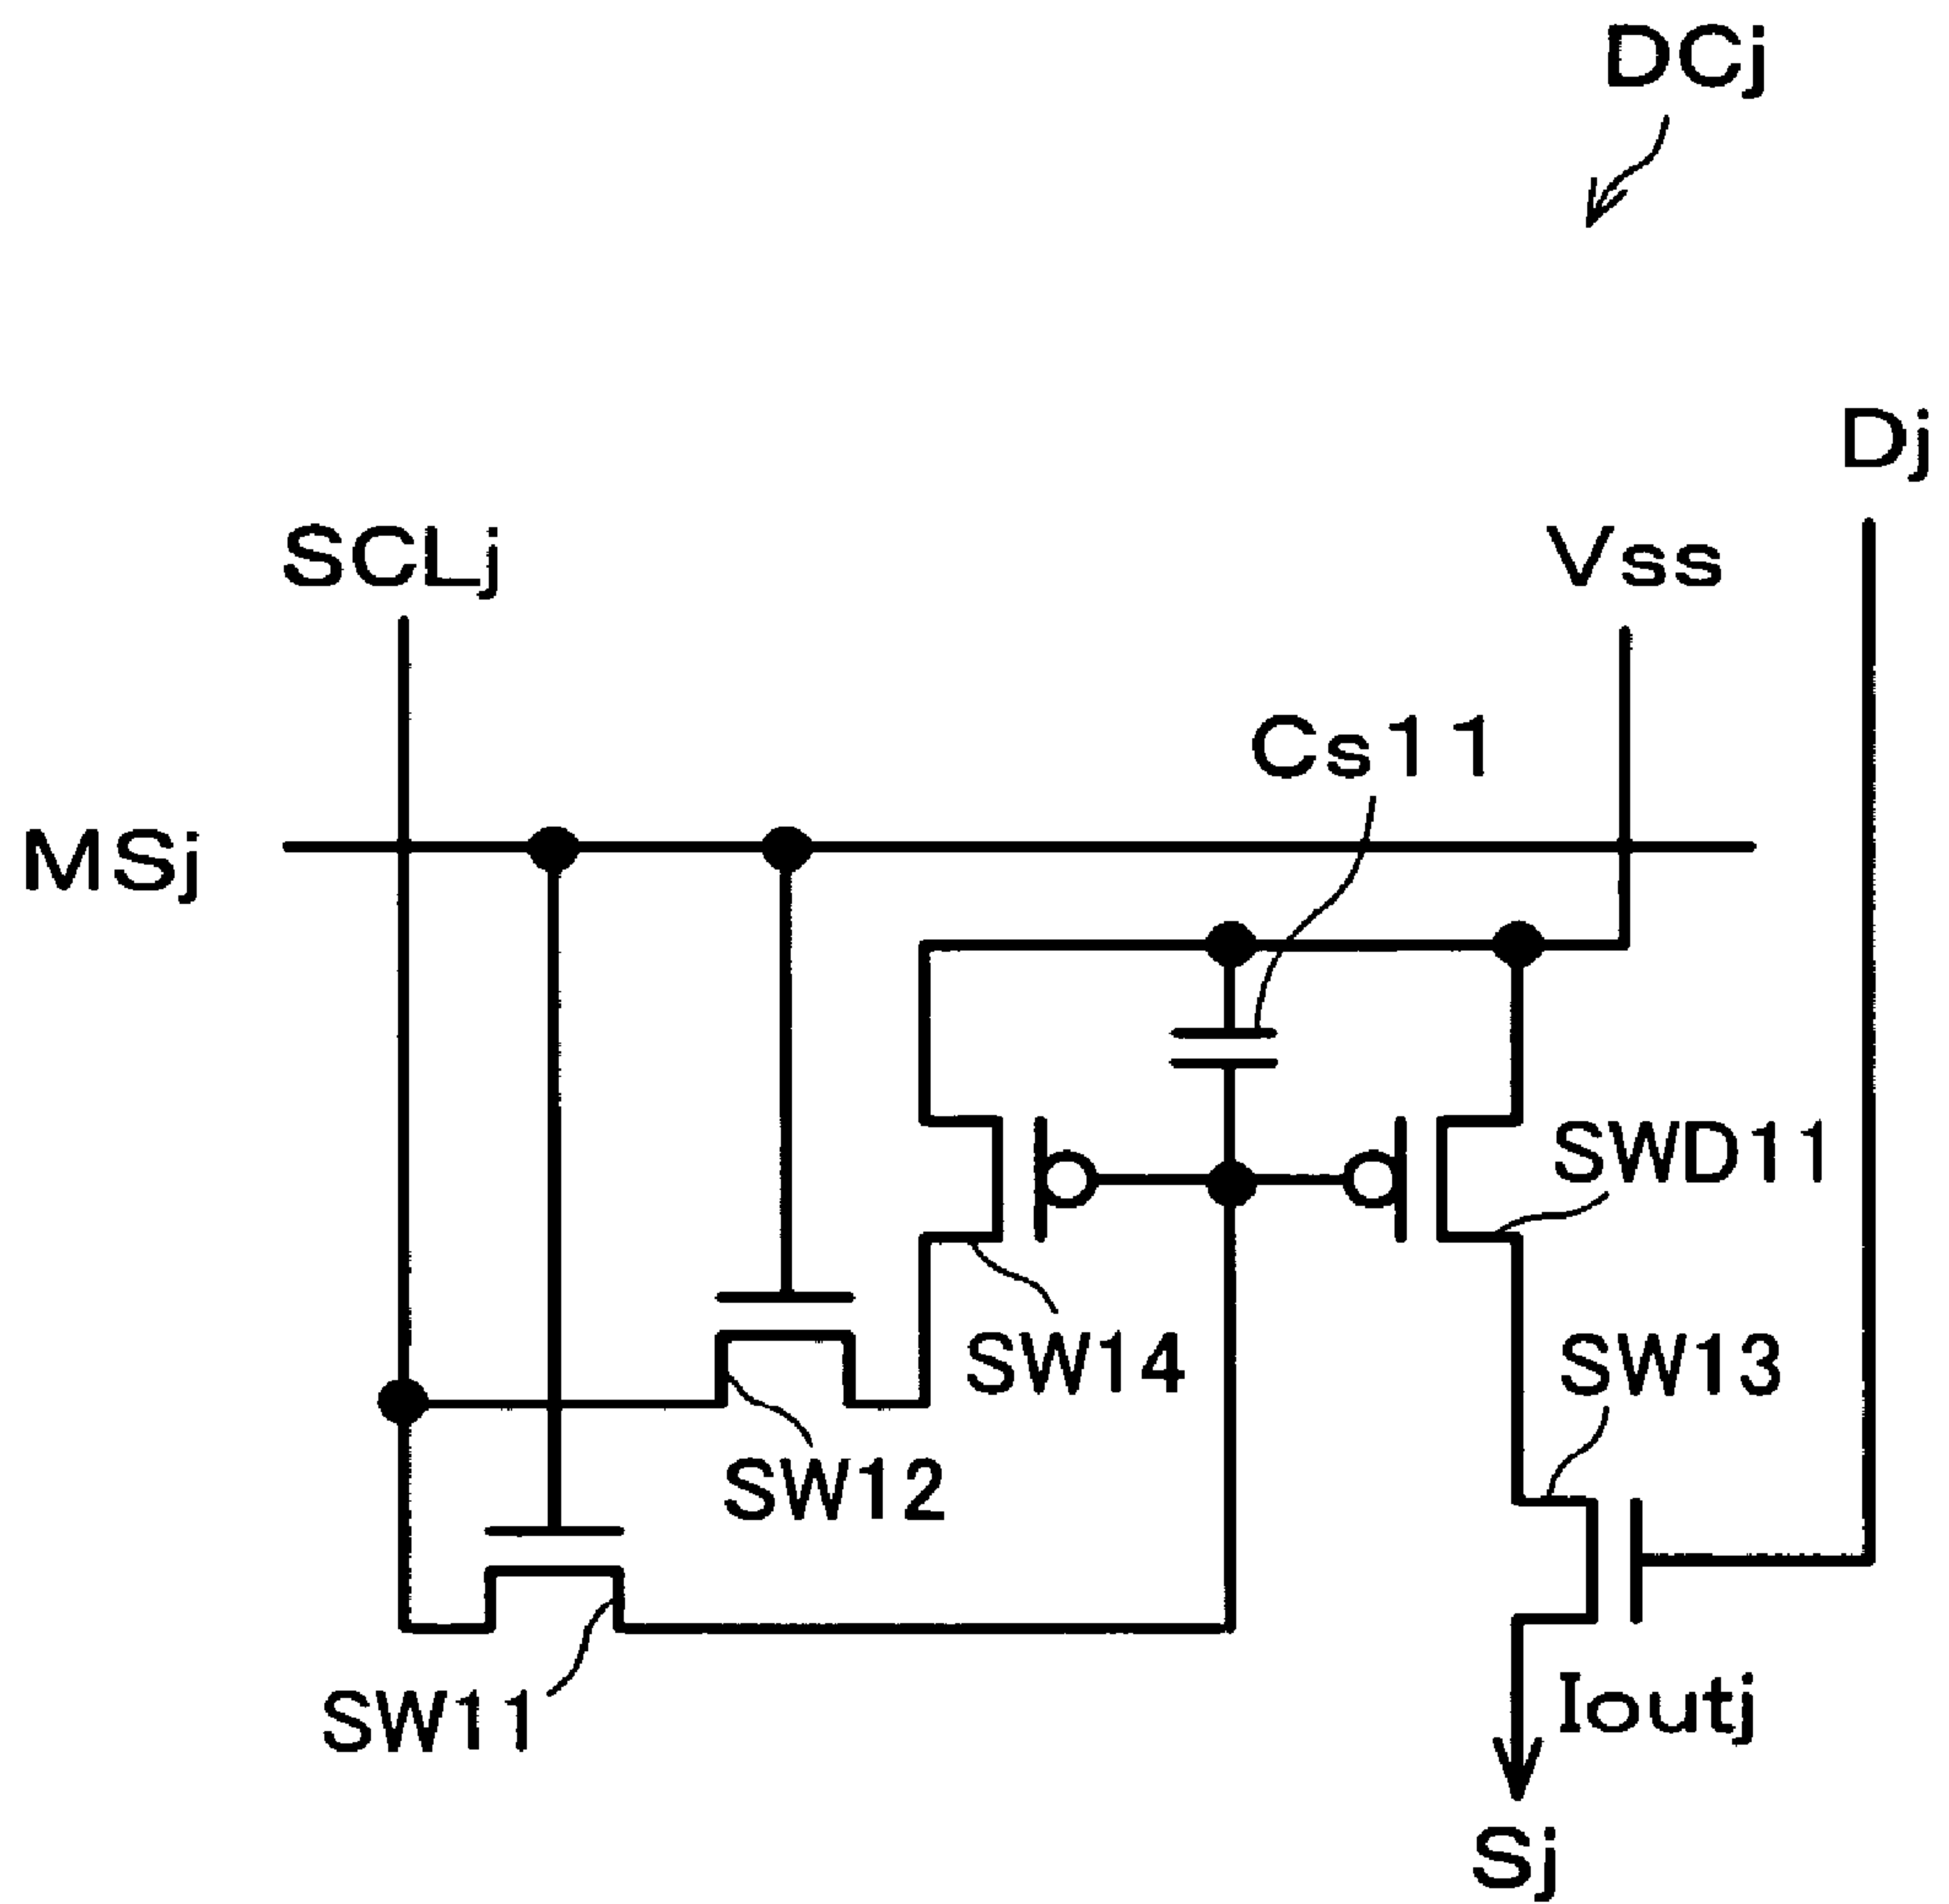 DCj
Dj
SCLj
Vss
Cs11
MSj
SWD11
SW14
SW13
SW12
SW11
Ioutj
Sj